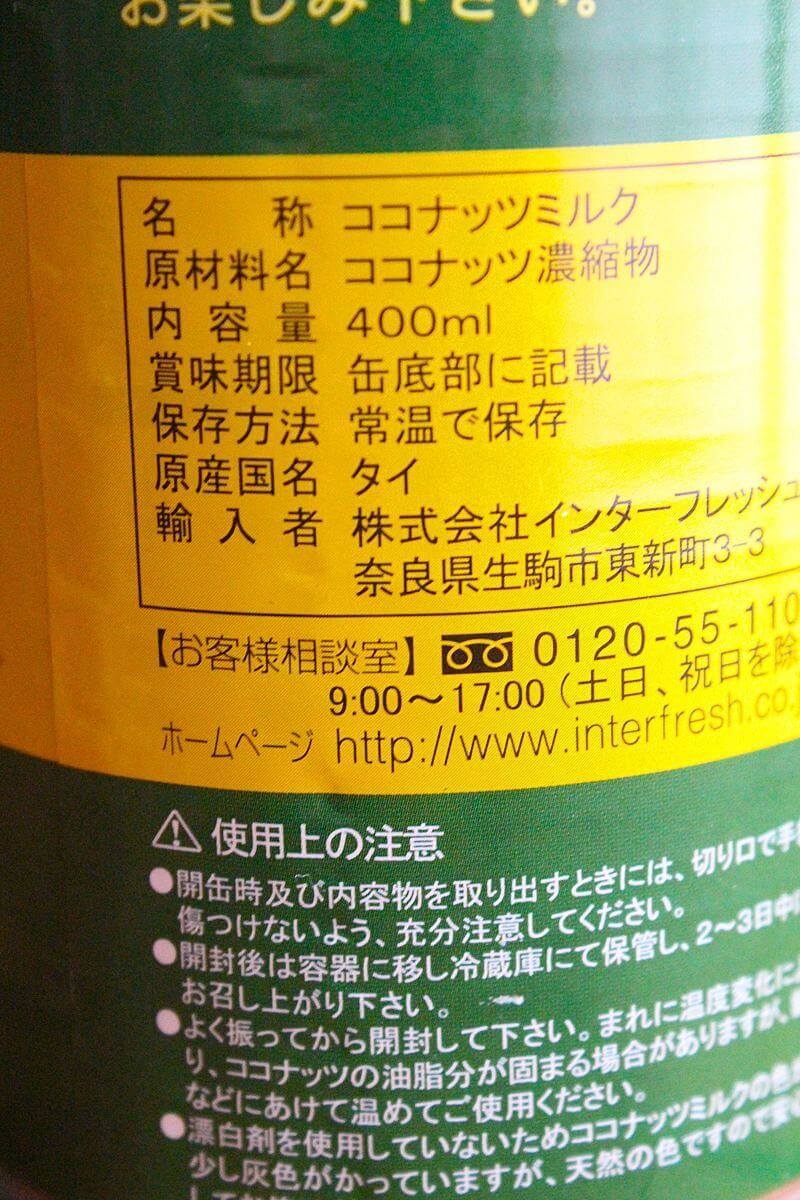 お楽しみ下さい。
名称 ココナッツミルク
原材料名 ココナッツ濃縮物
内容量 400ml
賞味期限 缶底部に記載
保存方法 常温で保存
原産国名 タイ
輸入者 株式会社インターフレッシュ
奈良県生駒市東新町3-3
【お客様相談室】 0120-55-110
9:00〜17:00(土日、祝日を除
ホームページ http://www.interfresh.co.j
⚠使用上の注意
●開缶時及び内容物を取り出すときには、切り口で手を
傷つけないよう、充分注意してください。
●開封後は容器に移し冷蔵庫にて保管し、2〜3日中に
お召し上がり下さい。
●よく振ってから開封して下さい。まれに温度変化に
り、ココナッツの油脂分が固まる場合がありますが、
などにあけて温めてご使用ください。
●漂白剤を使用していないためココナッツミルクの色が
少し灰色がかっていますが、天然の色ですので安